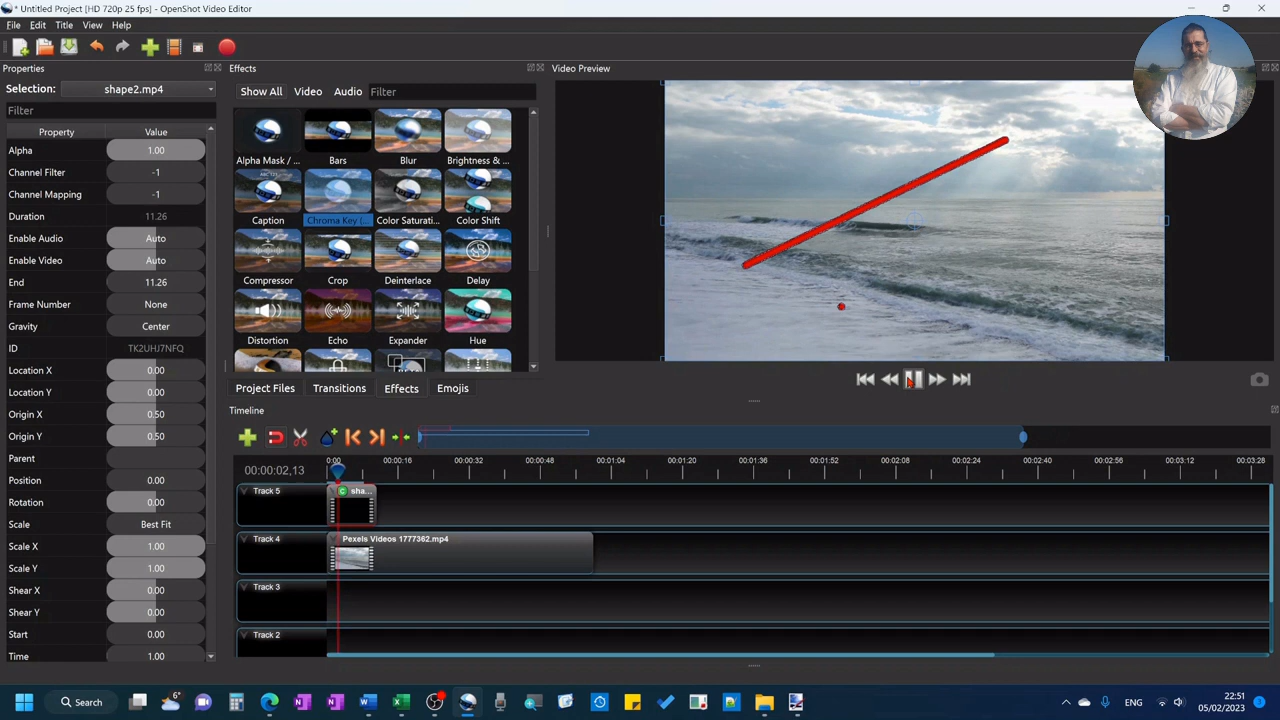 * Untitled Project [HD 720p 25 fps] - OpenShot Video Editor
File Edit Title View Help
Properties
Selection: shape2.mp4
Filter
Property Value
Alpha 1.00
Channel Filter -1
Channel Mapping -1
Duration 11.26
Enable Audio Auto
Enable Video Auto
End 11.26
Frame Number None
Gravity Center
ID TK2UHJ7NFQ
Location X 0.00
Location Y 0.00
Origin X 0.50
Origin Y 0.50
Parent
Position 0.00
Rotation 0.00
Scale Best Fit
Scale X 1.00
Scale Y 1.00
Shear X 0.00
Shear Y 0.00
Start 0.00
Time 1.00
Effects
Show All Video Audio Filter
Alpha Mask / ... Bars Blur Brightness & ...
ABC 123
Caption Chroma Key (... Color Saturati... Color Shift
Compressor Crop Deinterlace Delay
Distortion Echo Expander Hue
Project Files Transitions Effects Emojis
Video Preview
Timeline
00:00:02,13
0:00 00:00:16 00:00:32 00:00:48 00:01:04 00:01:20 00:01:36 00:01:52 00:02:08 00:02:24 00:02:40 00:02:56 00:03:12 00:03:28
Track 5 C sha...
Track 4 Pexels Videos 1777362.mp4
Track 3
Track 2
Search 6° ENG 22:51
05/02/2023